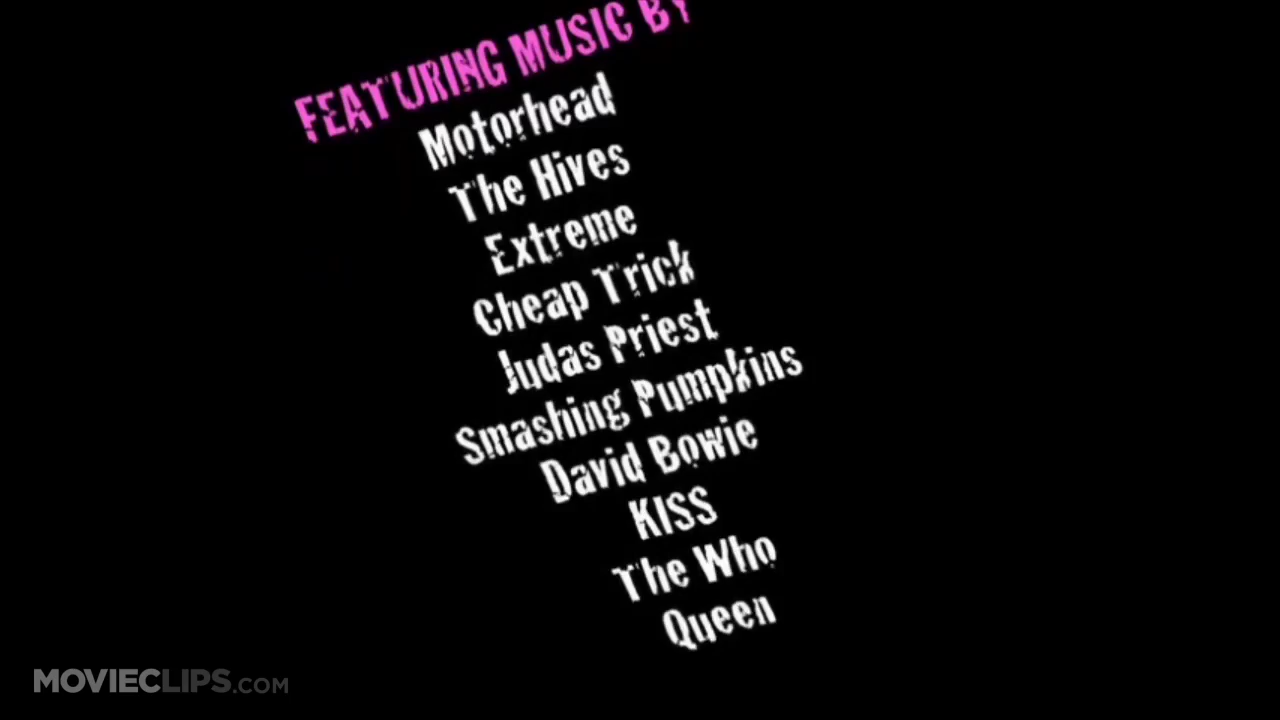 FEATURING MUSIC BY
Motorhead
The Hives
Extreme
Cheap Trick
Judas Priest
Smashing Pumpkins
David Bowie
KISS
The Who
Queen
MOVIECLIPS.COM